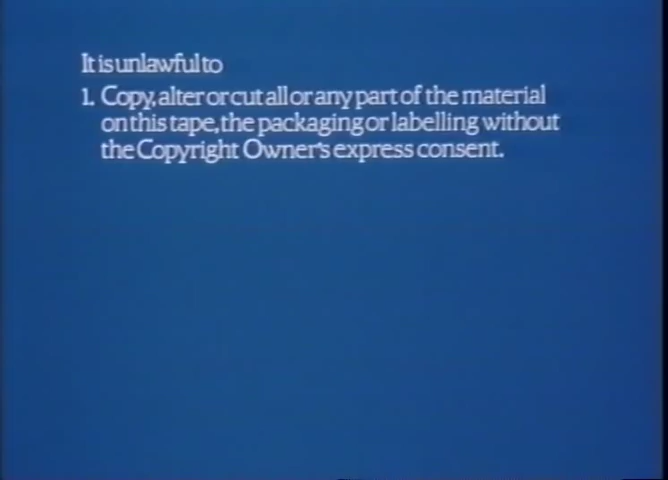 It is unlawful to
1. Copy, alter or cut all or any part of the material
on this tape, the packaging or labelling without
the Copyright Owner's express consent.